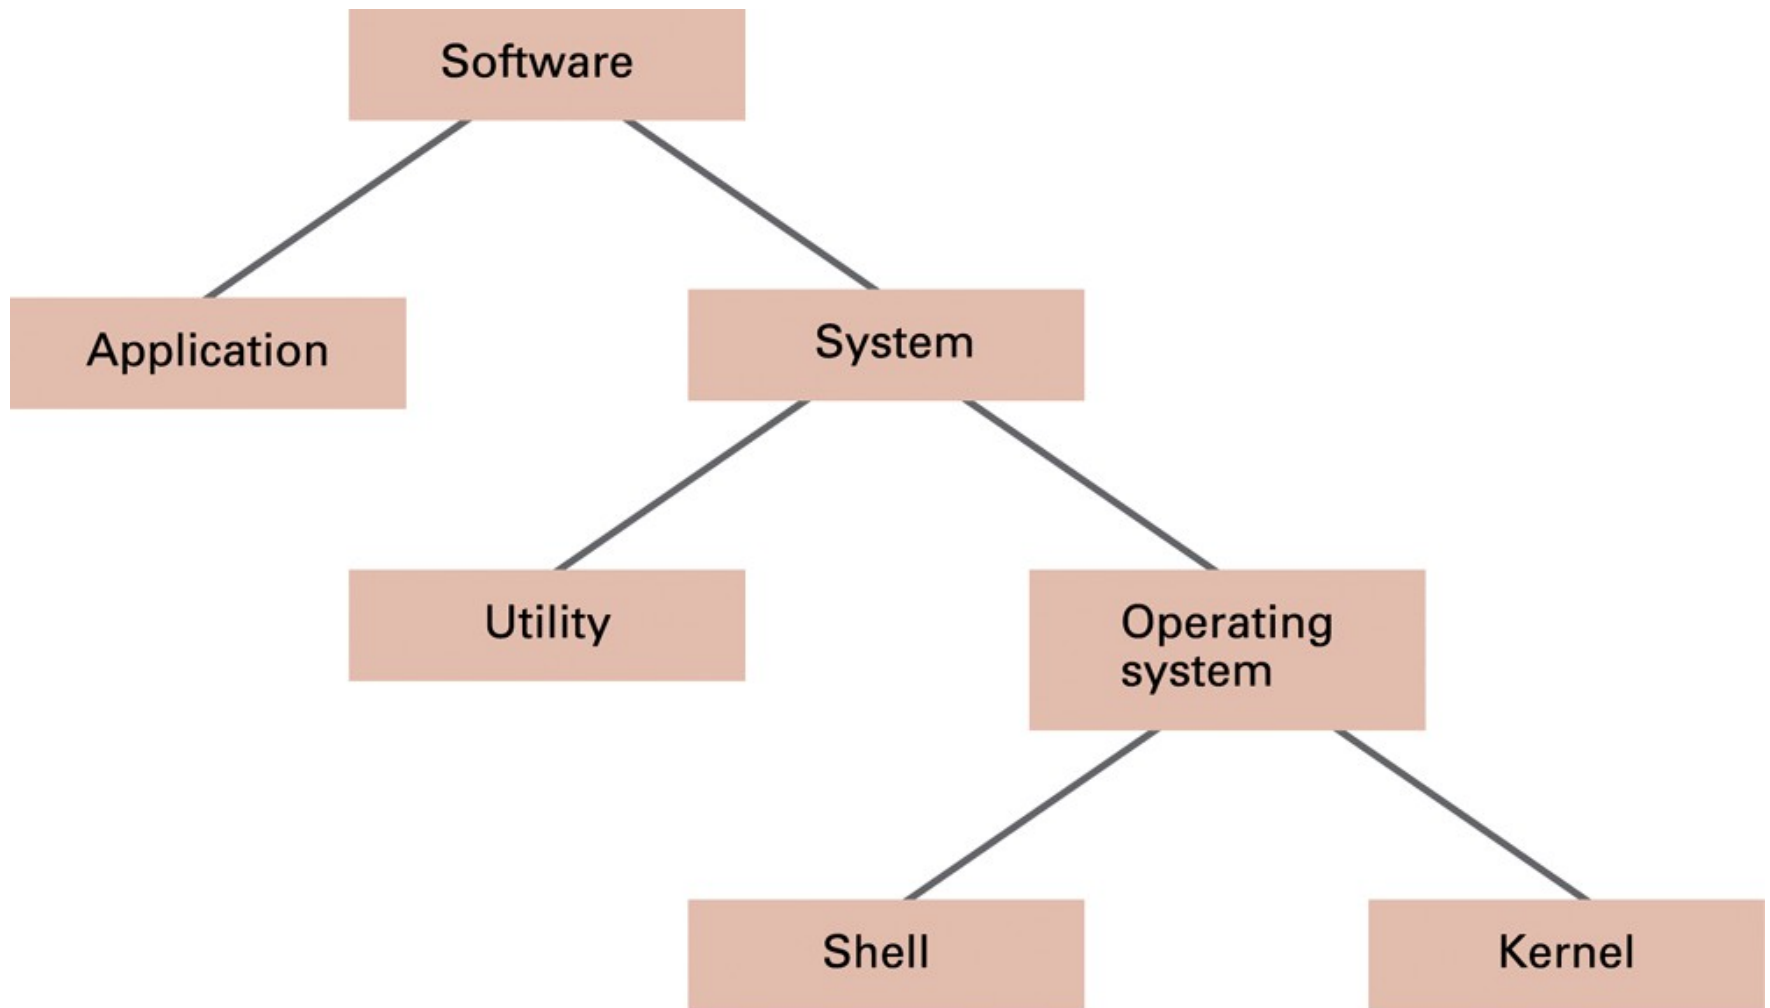 Software
Application
System
Utility
Operating
system
Shell
Kernel